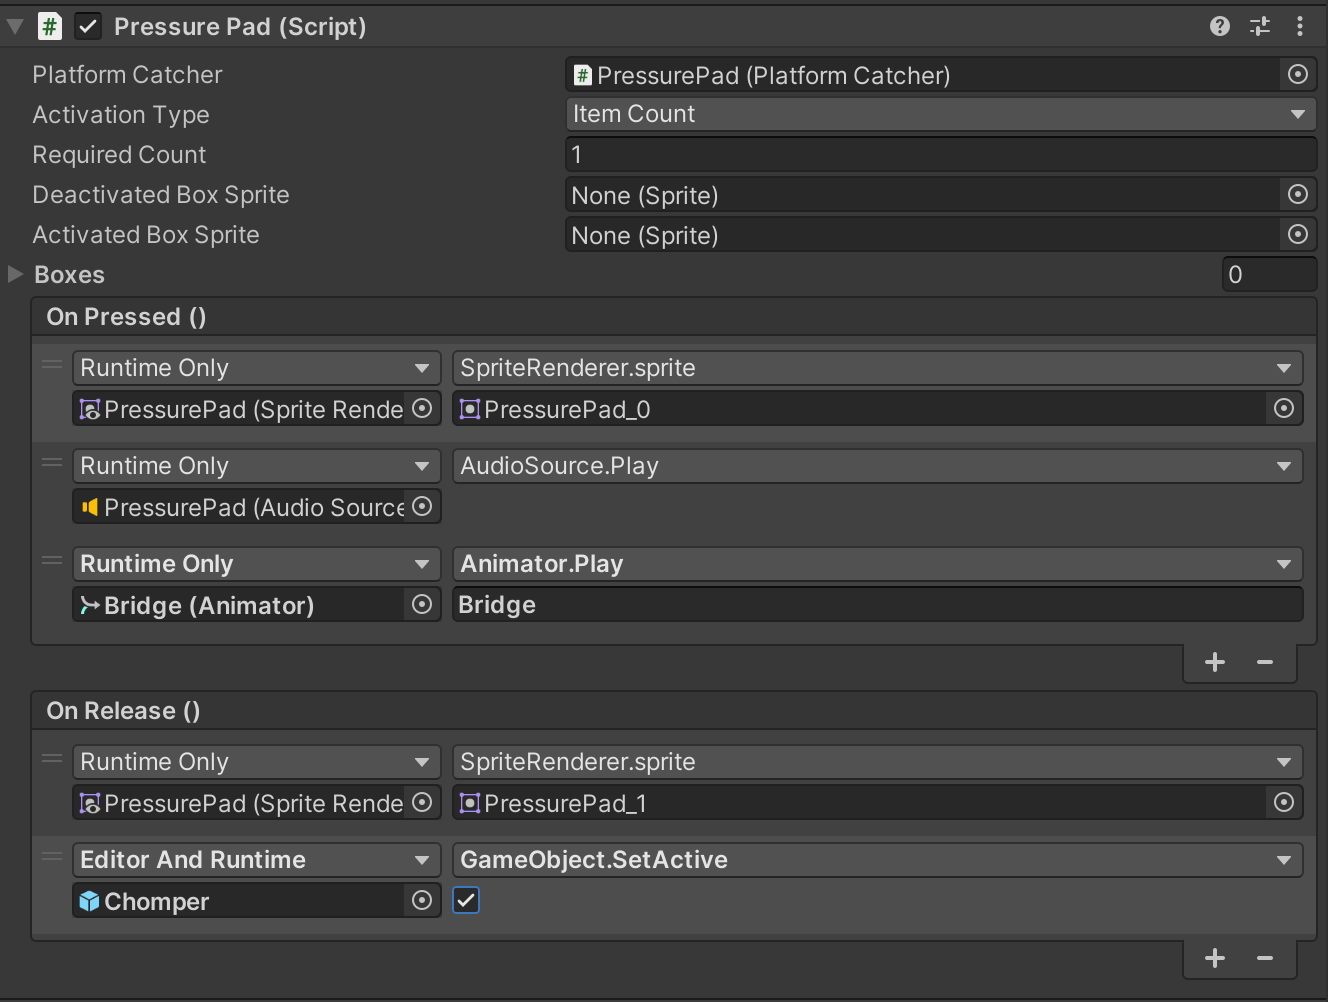 Pressure Pad (Script)
Platform Catcher PressurePad (Platform Catcher)
Activation Type Item Count
Required Count 1
Deactivated Box Sprite None (Sprite)
Activated Box Sprite None (Sprite)
Boxes 0
On Pressed ()
Runtime Only SpriteRenderer.sprite
PressurePad (Sprite Rende PressurePad_0
Runtime Only AudioSource.Play
PressurePad (Audio Source
Runtime Only Animator.Play
Bridge (Animator) Bridge
+ −
On Release ()
Runtime Only SpriteRenderer.sprite
PressurePad (Sprite Rende PressurePad_1
Editor And Runtime GameObject.SetActive
Chomper
+ −